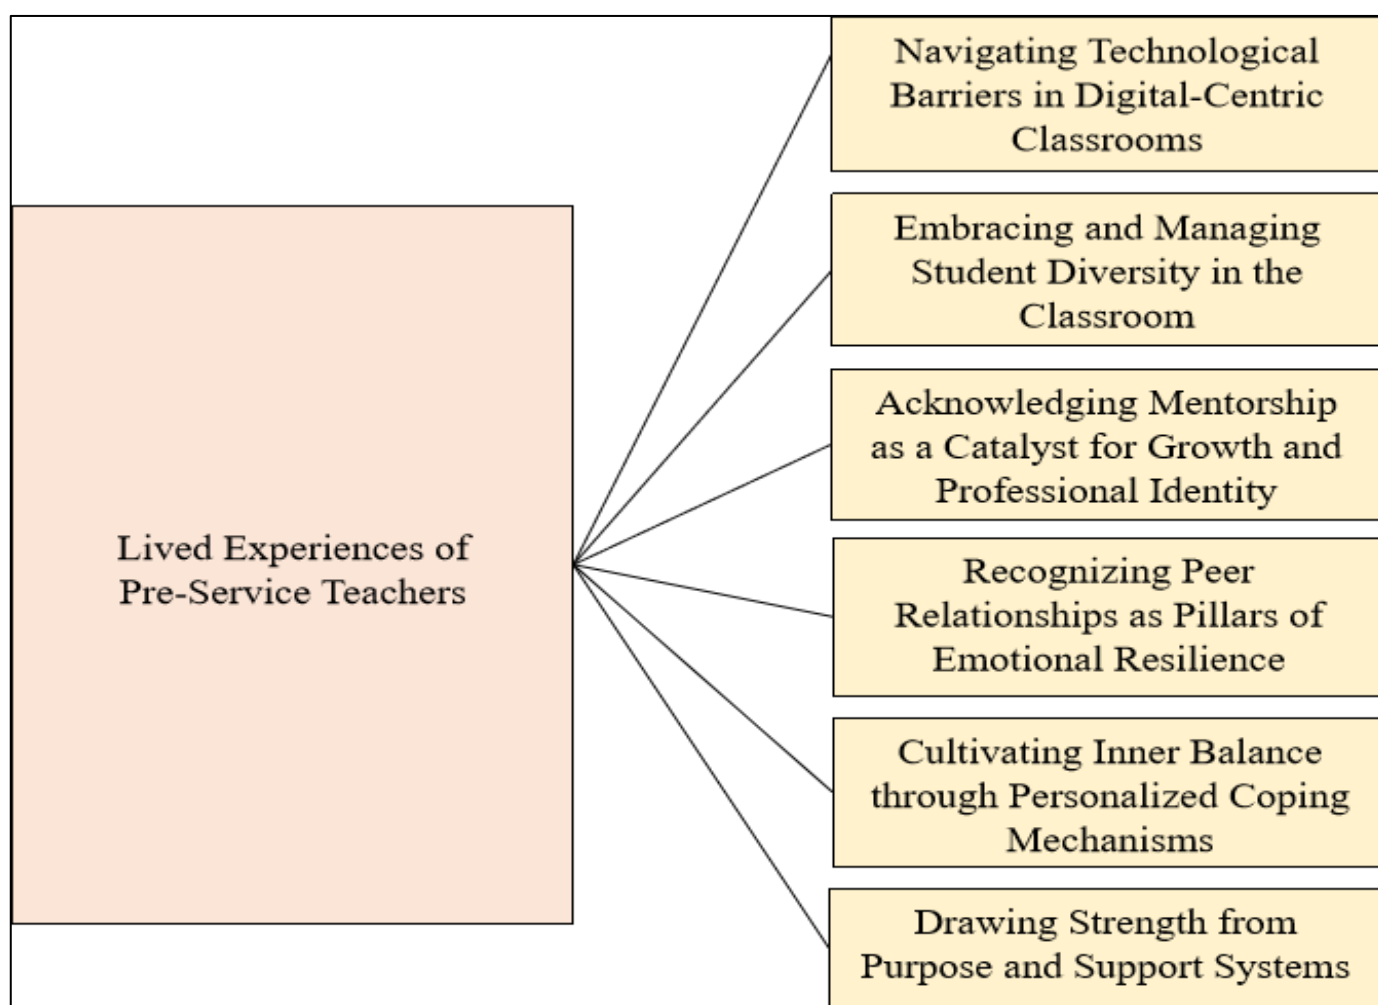 Navigating Technological
Barriers in Digital-Centric
Classrooms
Embracing and Managing
Student Diversity in the
Classroom
Acknowledging Mentorship
as a Catalyst for Growth and
Professional Identity
Lived Experiences of
Pre-Service Teachers
Recognizing Peer
Relationships as Pillars of
Emotional Resilience
Cultivating Inner Balance
through Personalized Coping
Mechanisms
Drawing Strength from
Purpose and Support Systems